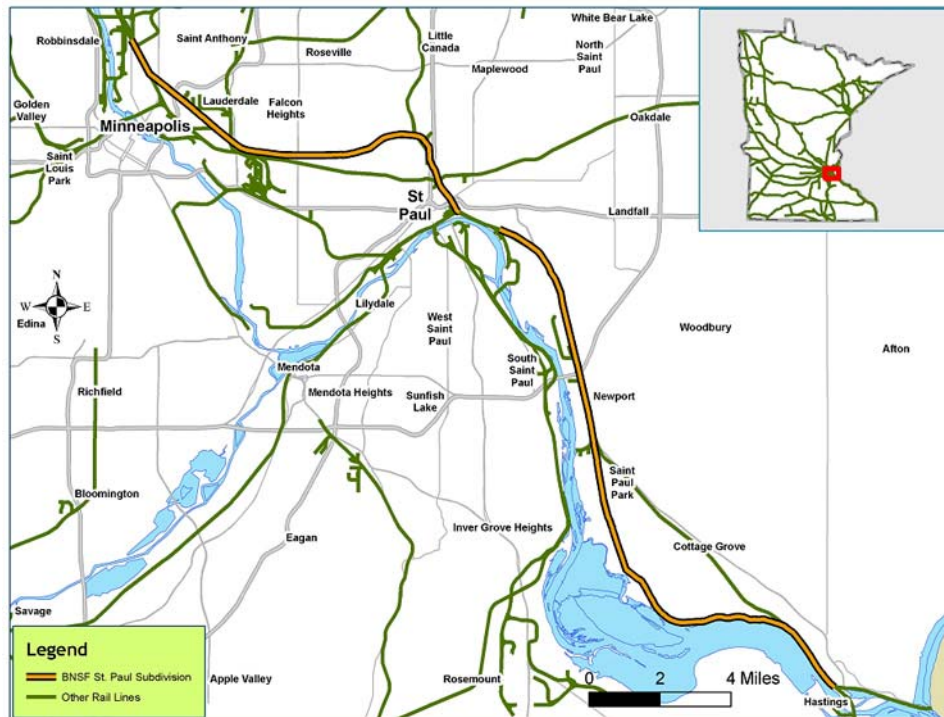 White Bear Lake
Robbinsdale
Saint Anthony
Roseville
Little
Canada
North
Saint
Paul
Maplewood
Golden
Valley
Lauderdale
Falcon
Heights
Oakdale
Minneapolis
Saint
Louis
Park
St
Paul
Landfall
N
W
E
S
Edina
Lilydale
West
Saint
Paul
Woodbury
Afton
Mendota
South
Saint
Paul
Richfield
Mendota Heights
Sunfish
Lake
Newport
Bloomington
Saint
Paul
Park
Eagan
Inver Grove Heights
Cottage Grove
Savage
Legend
BNSF St. Paul Subdivision
Other Rail Lines
Apple Valley
Rosemount
0
2
4 Miles
Hastings